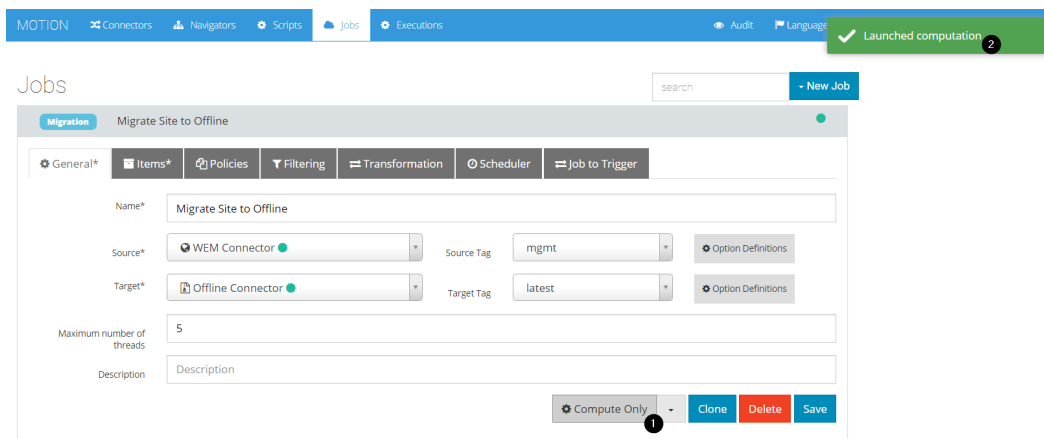 MOTION Connectors Navigators Scripts Jobs Executions Audit Language
Launched computation
2
Jobs
search
New Job
Migration Migrate Site to Offline
General* Items* Policies Filtering Transformation Scheduler Job to Trigger
Name* Migrate Site to Offline
Source* WEM Connector Source Tag mgmt Option Definitions
Target* Offline Connector Target Tag latest Option Definitions
Maximum number of
threads
5
Description Description
Compute Only Clone Delete Save
1